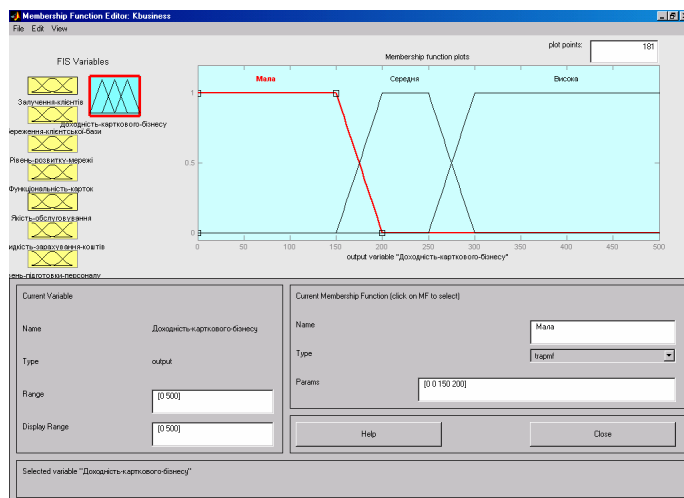 Membership Function Editor: Kbusiness
File Edit View
FIS Variables
plot points:
181
Membership function plots
Залучення-клієнтів
Доходність-карткового-бізнесу
береження-клієнтської-бази
Рівень-розвитку-мережі
Функціональність-карток
Якість-обслуговування
идкість-зарахування-коштів
вень-підготовки-персоналу
Мала
Середня
Висока
1
0.5
0
0 50 100 150 200 250 300 350 400 450 500
output variable "Доходність-карткового-бізнесу"
Current Variable
Name
Доходність-карткового-бізнесу
Type
output
Range
[0 500]
Display Range
[0 500]
Current Membership Function (click on MF to select)
Name
Мала
Type
trapmf
Params
[0 0 150 200]
Help
Close
Selected variable "Доходність-карткового-бізнесу"